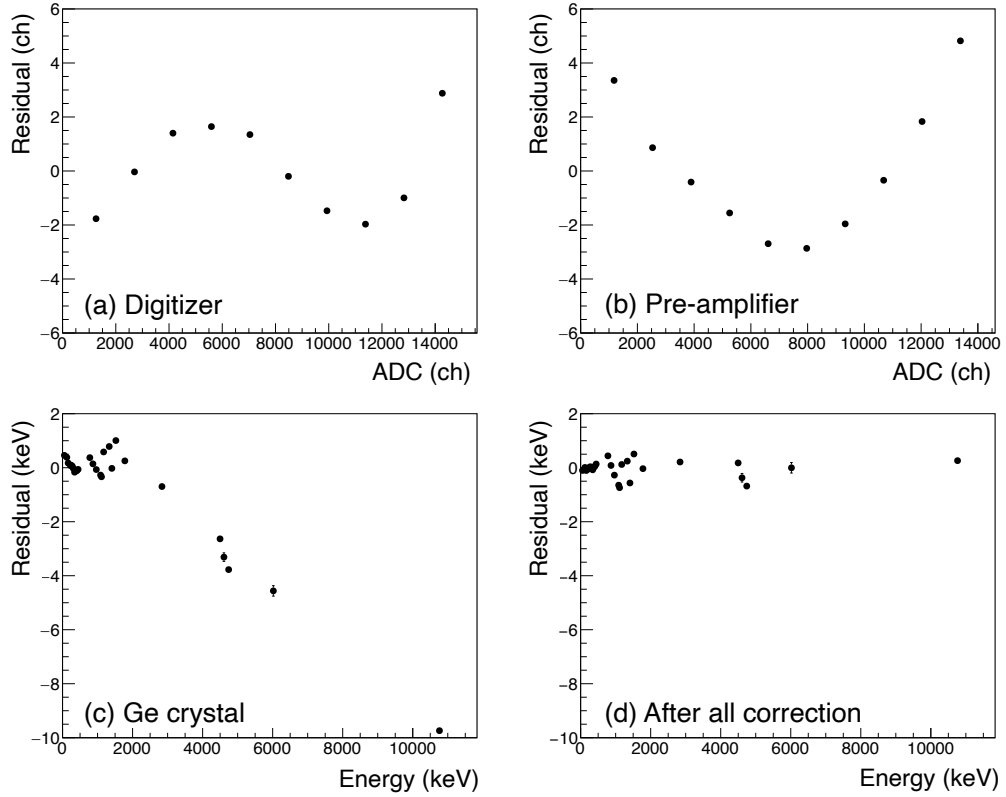 Residual (ch)
6
4
2
0
−2
−4
−6
(a) Digitizer
0 2000 4000 6000 8000 10000 12000 14000
ADC (ch)
Residual (ch)
6
4
2
0
−2
−4
−6
(b) Pre-amplifier
0 2000 4000 6000 8000 10000 12000 14000
ADC (ch)
Residual (keV)
2
0
−2
−4
−6
−8
−10
(c) Ge crystal
0 2000 4000 6000 8000 10000
Energy (keV)
Residual (keV)
2
0
−2
−4
−6
−8
−10
(d) After all correction
0 2000 4000 6000 8000 10000
Energy (keV)